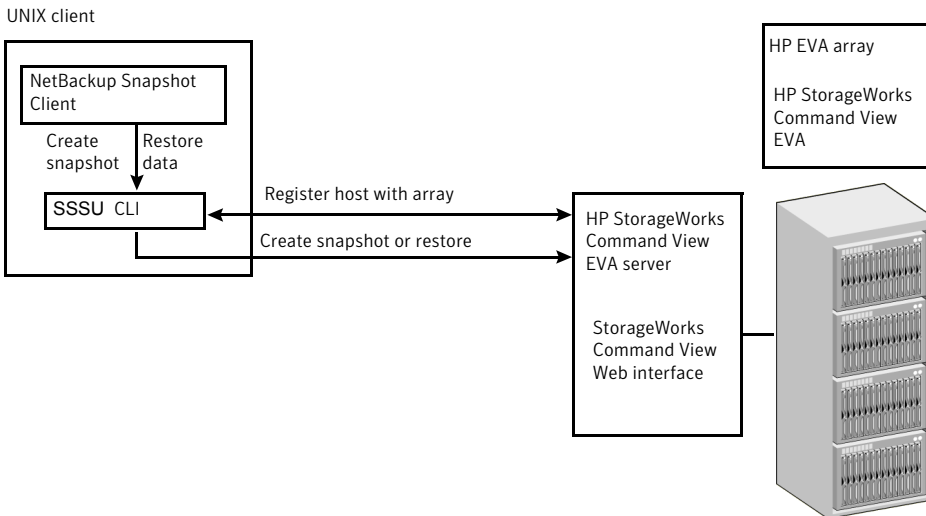 UNIX client
NetBackup Snapshot
Client
Create
snapshot
Restore
data
SSSU CLI
Register host with array
Create snapshot or restore
HP StorageWorks
Command View
EVA server
StorageWorks
Command View
Web interface
HP EVA array
HP StorageWorks
Command View
EVA